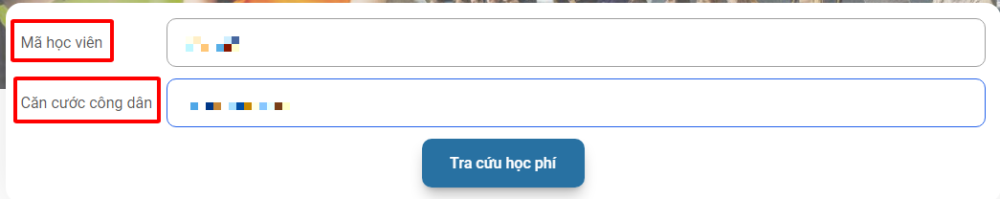 Mã học viên
Căn cước công dân
Tra cứu học phí